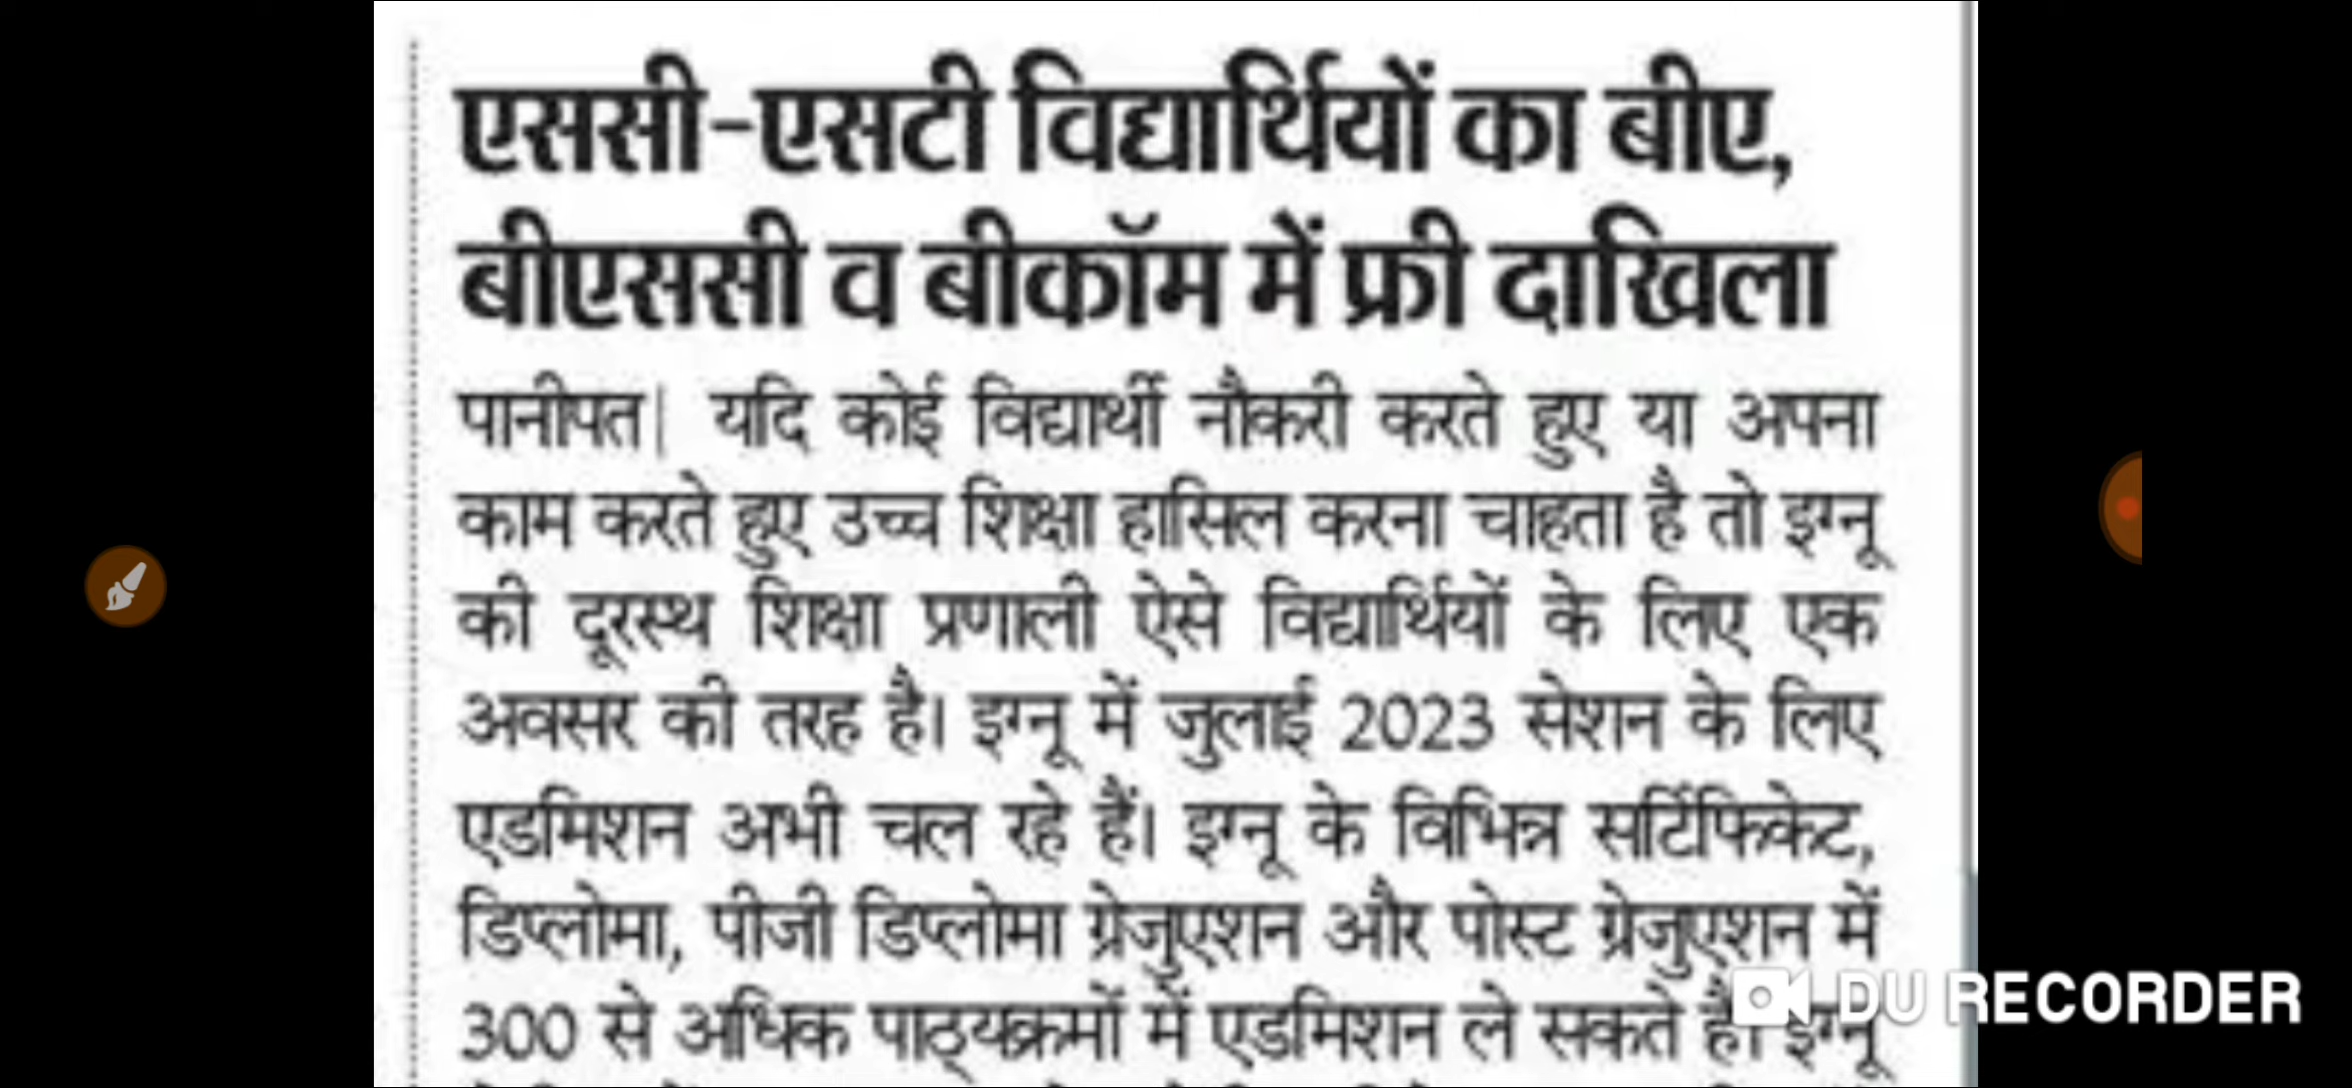 एससी-एसटी विद्यार्थियों का बीए,
बीएससी व बीकॉम में फ्री दाखिला
पानीपत| यदि कोई विद्यार्थी नौकरी करते हुए या अपना
काम करते हुए उच्च शिक्षा हासिल करना चाहता है तो इग्नू
की दूरस्थ शिक्षा प्रणाली ऐसे विद्यार्थियों के लिए एक
अवसर की तरह है। इग्नू में जुलाई 2023 सेशन के लिए
एडमिशन अभी चल रहे हैं। इग्नू के विभिन्न सर्टिफिकेट,
डिप्लोमा, पीजी डिप्लोमा ग्रेजुएशन और पोस्ट ग्रेजुएशन में
300 से अधिक पाठ्यक्रमों में एडमिशन ले सकते हैं। इग्नू
DU RECORDER